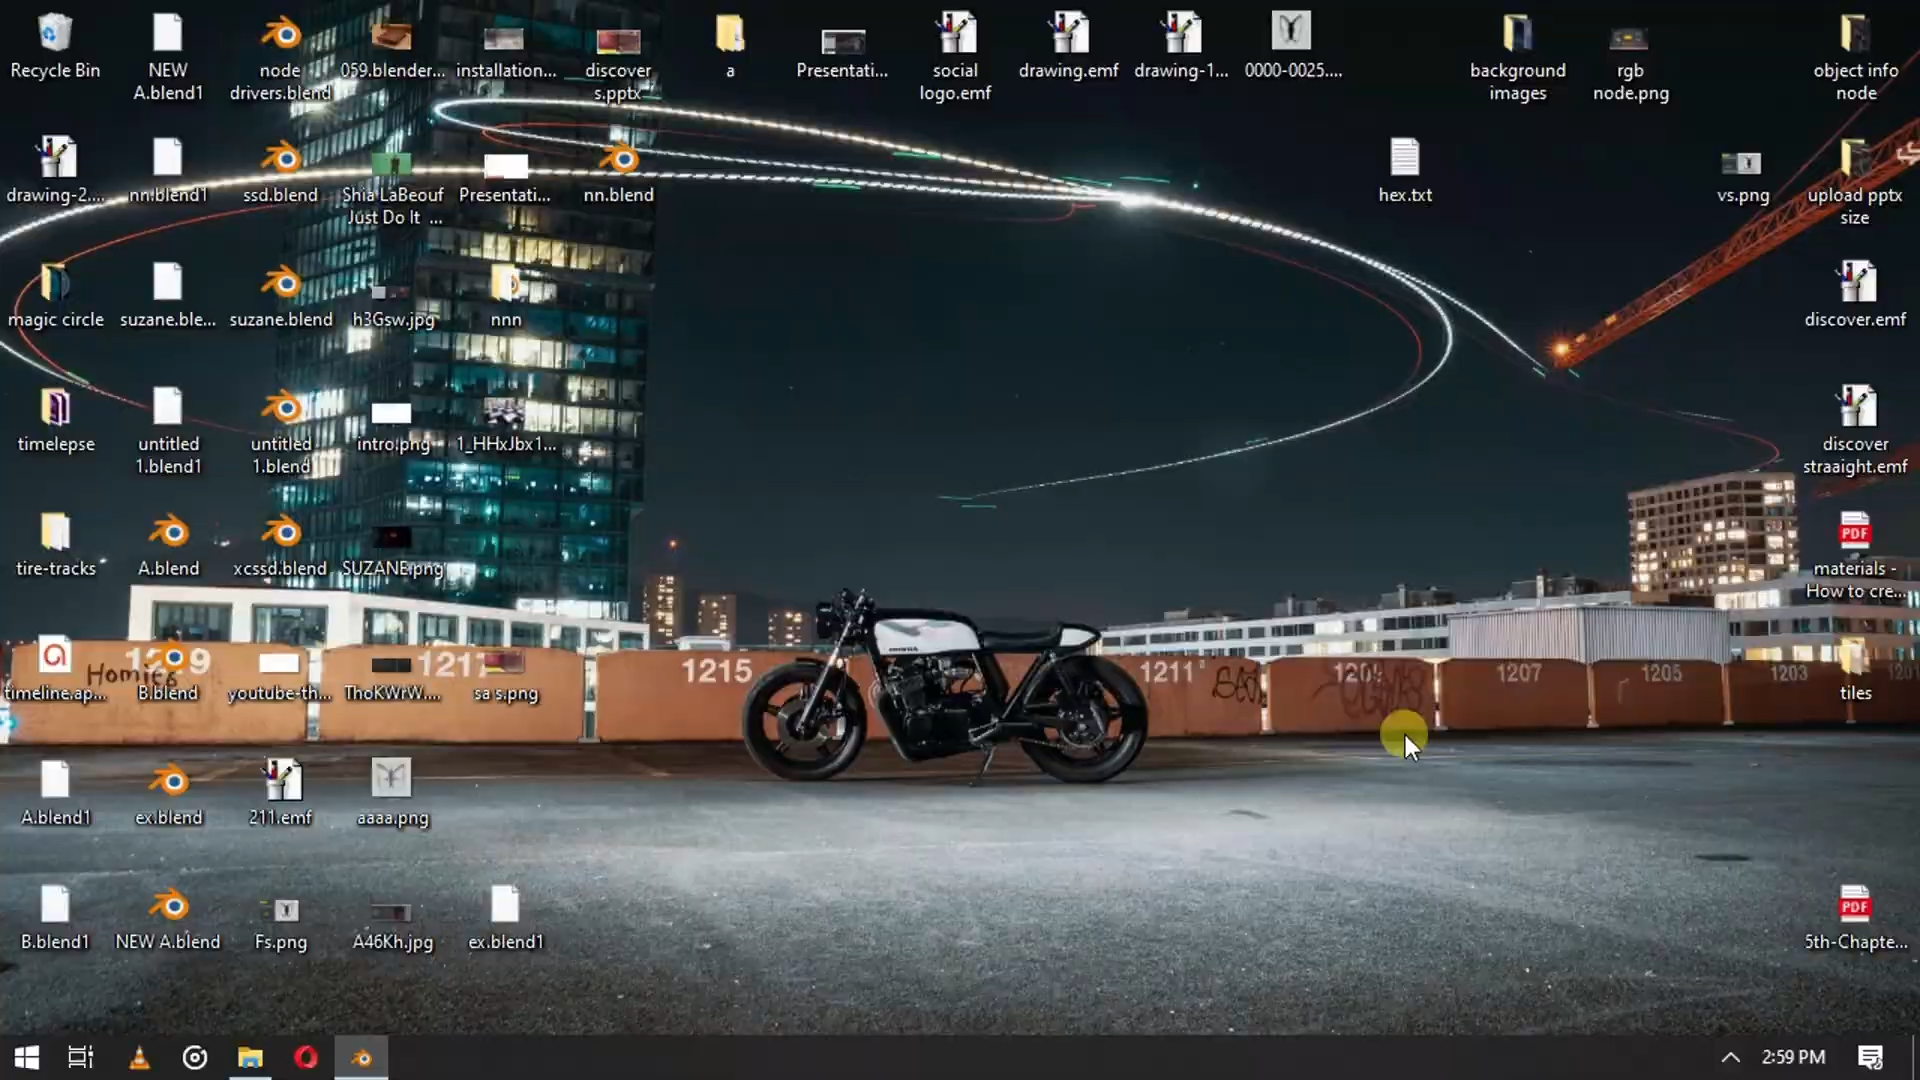 Recycle Bin
NEW
A.blend1
node
drivers.blend
059.blender...
installation...
discover
s.pptx
a
Presentati...
social
logo.emf
drawing.emf
drawing-1...
0000-0025....
background
images
rgb
node.png
object info
node
drawing-2....
nn.blend1
ssd.blend
Shia LaBeouf
Just Do It ...
Presentati...
nn.blend
hex.txt
vs.png
upload pptx
size
magic circle
suzane.ble...
suzane.blend
h3Gsw.jpg
nnn
discover.emf
timelepse
untitled
1.blend1
untitled
1.blend
intro.png
1_HHxJbx1...
discover
straaight.emf
tire-tracks
A.blend
xcssd.blend
SUZANE.png
materials -
How to cre...
timeline.ap...
B.blend
youtube-th...
ThoKWrW....
sa s.png
tiles
Homies
1209
1217
1215
1211
1207
1205
1203
A.blend1
ex.blend
211.emf
aaaa.png
B.blend1
NEW A.blend
Fs.png
A46Kh.jpg
ex.blend1
5th-Chapte...
PDF
PDF
2:59 PM